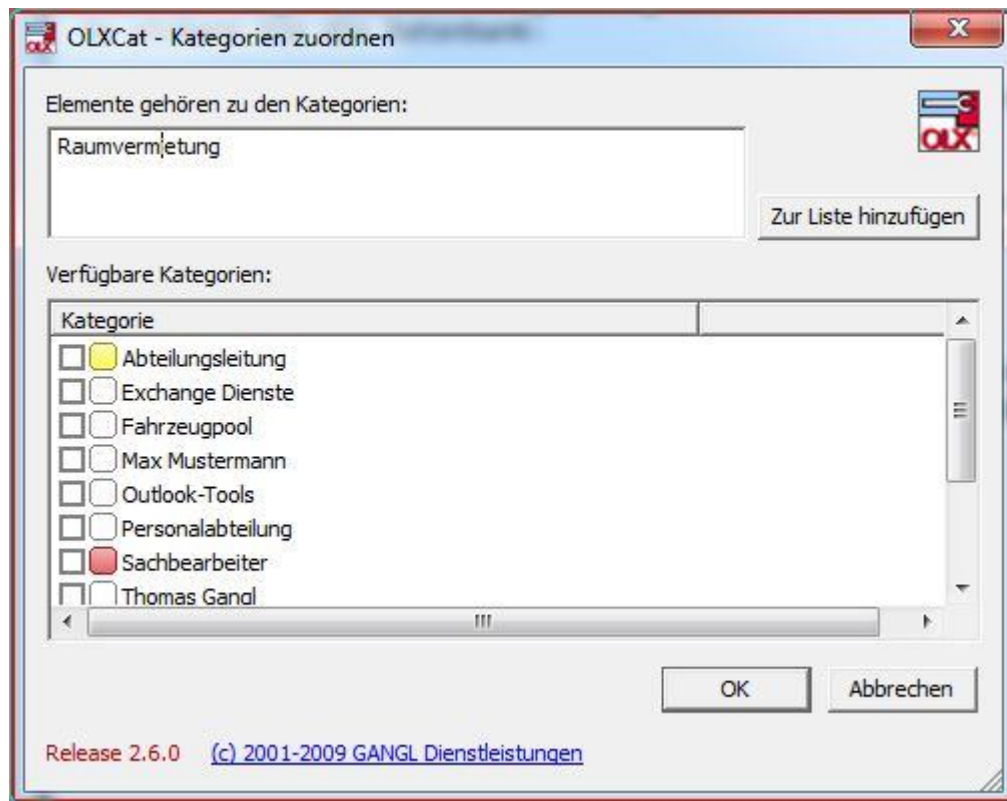 OLXCat - Kategorien zuordnen
Elemente gehören zu den Kategorien:
Raumvermietung
Zur Liste hinzufügen
Verfügbare Kategorien:
Kategorie
Abteilungsleitung
Exchange Dienste
Fahrzeugpool
Max Mustermann
Outlook-Tools
Personalabteilung
Sachbearbeiter
Thomas Gangl
OK Abbrechen
Release 2.6.0 (c) 2001-2009 GANGL Dienstleistungen